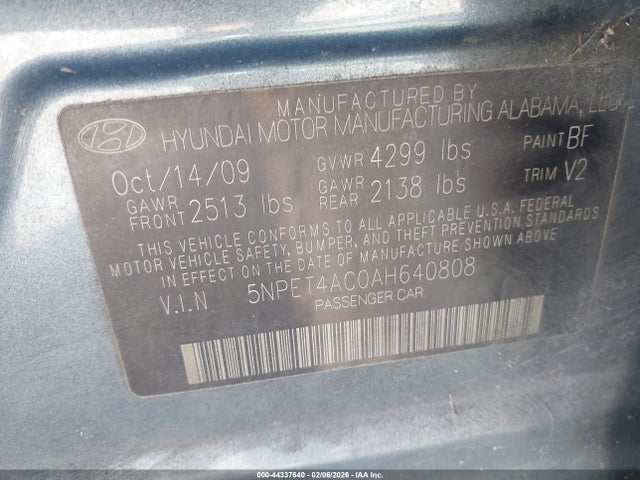 MANUFACTURED BY
HYUNDAI MOTOR MANUFACTURING ALABAMA, LLC
Oct/14/09 GVWR 4299 lbs PAINT BF
GAWR FRONT 2513 lbs GAWR REAR 2138 lbs TRIM V2
THIS VEHICLE CONFORMS TO ALL APPLICABLE U.S.A. FEDERAL
MOTOR VEHICLE SAFETY, BUMPER, AND THEFT PREVENTION STANDARDS
IN EFFECT ON THE DATE OF MANUFACTURE SHOWN ABOVE
V.I.N 5NPET4AC0AH640808
PASSENGER CAR
60-44337640 - 02/06/2026 - IAA Inc.